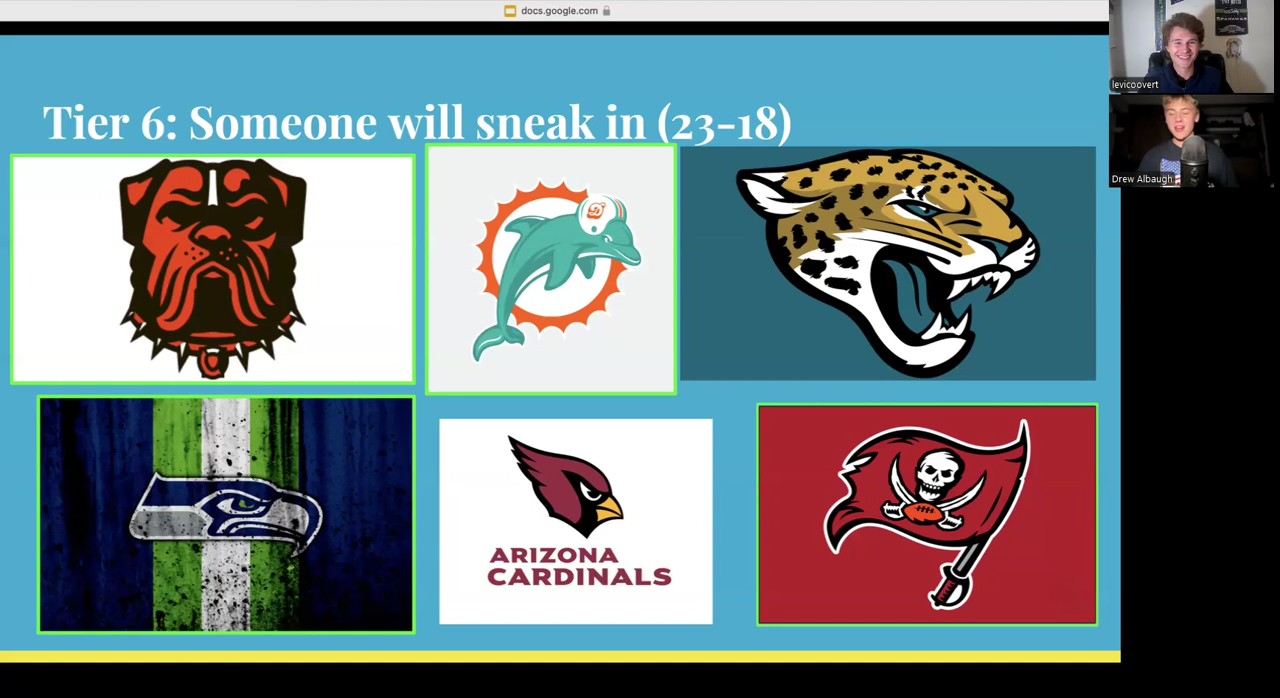 docs.google.com
levicoovert
Drew Albaugh
Tier 6: Someone will sneak in (23-18)
ARIZONA
CARDINALS